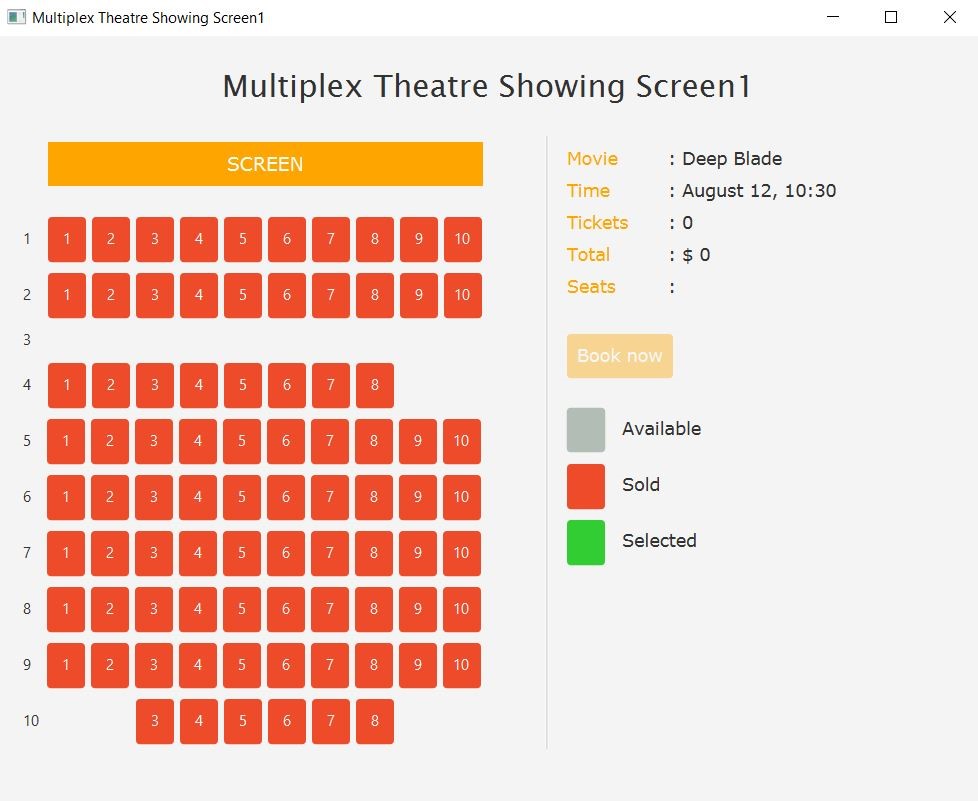 Multiplex Theatre Showing Screen1
Multiplex Theatre Showing Screen1
SCREEN
1 1 2 3 4 5 6 7 8 9 10
2 1 2 3 4 5 6 7 8 9 10
3
4 1 2 3 4 5 6 7 8
5 1 2 3 4 5 6 7 8 9 10
6 1 2 3 4 5 6 7 8 9 10
7 1 2 3 4 5 6 7 8 9 10
8 1 2 3 4 5 6 7 8 9 10
9 1 2 3 4 5 6 7 8 9 10
10 3 4 5 6 7 8
Movie : Deep Blade
Time : August 12, 10:30
Tickets : 0
Total : $ 0
Seats :
Book now
Available
Sold
Selected